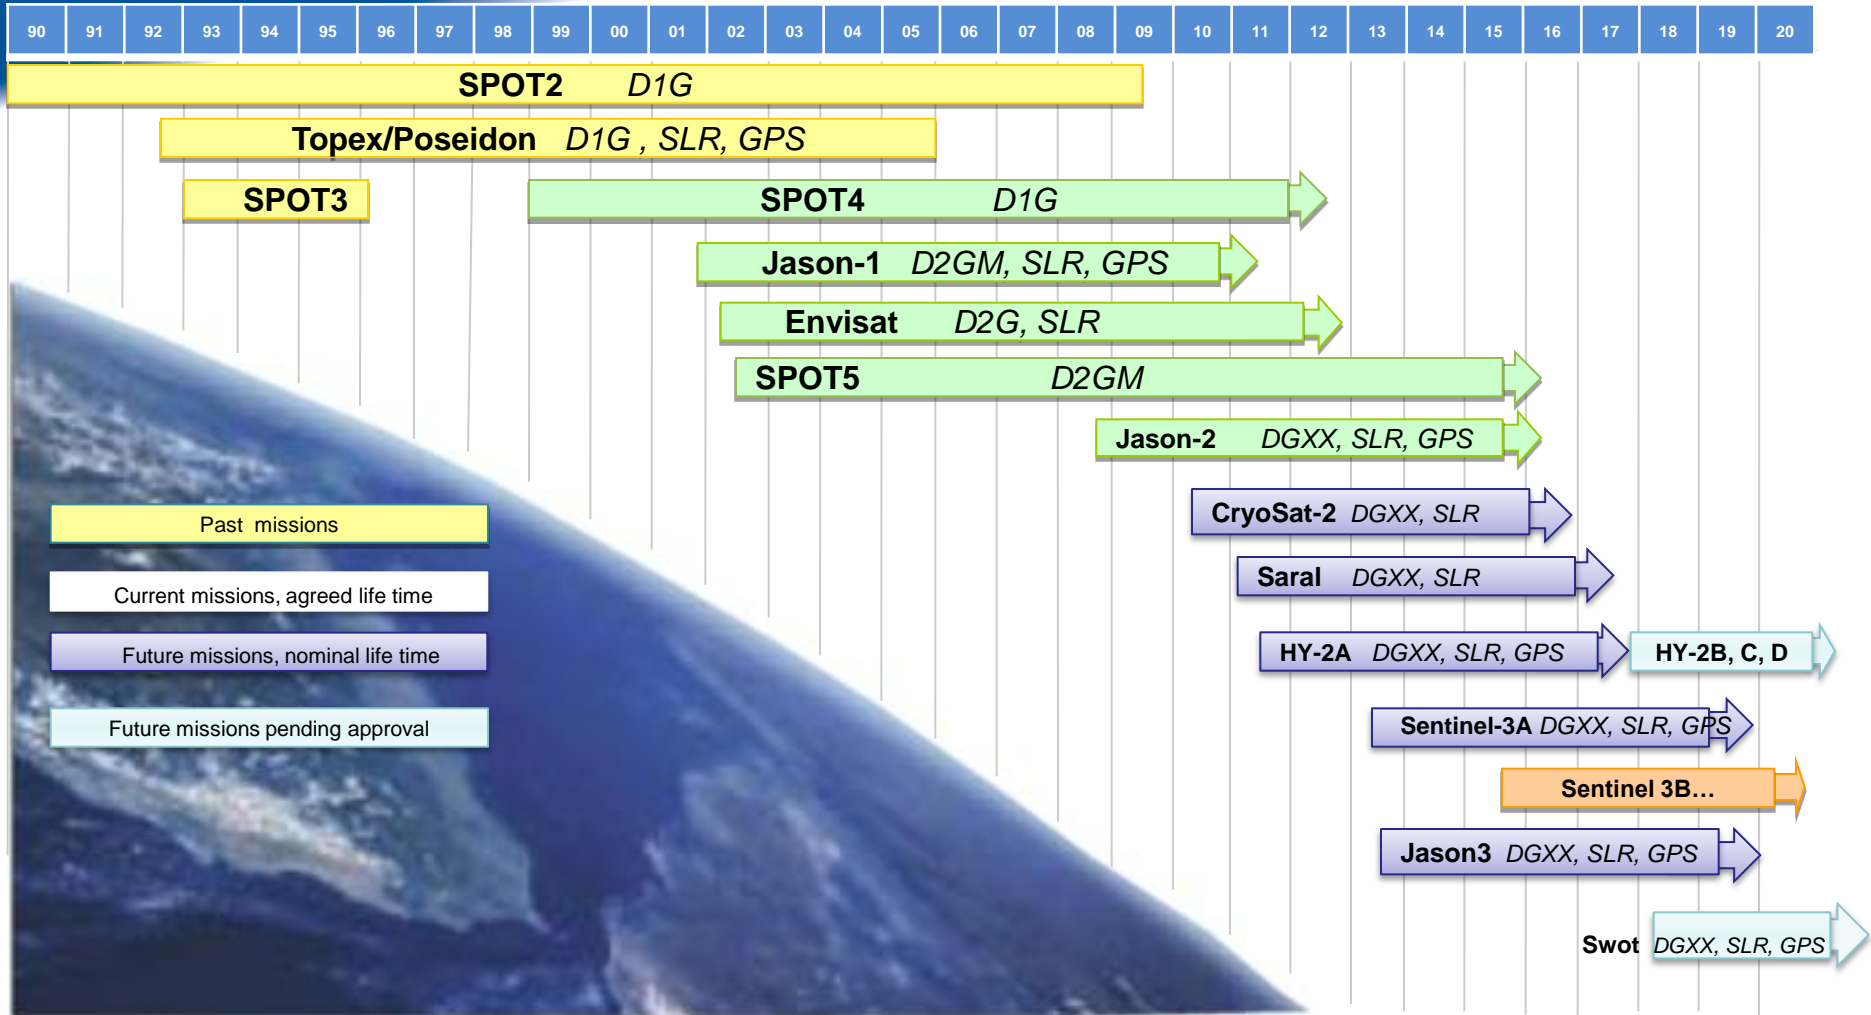 90 91 92 93 94 95 96 97 98 99 00 01 02 03 04 05 06 07 08 09 10 11 12 13 14 15 16 17 18 19 20
SPOT2 D1G
Topex/Poseidon D1G , SLR, GPS
SPOT3
SPOT4 D1G
Jason-1 D2GM, SLR, GPS
Envisat D2G, SLR
SPOT5 D2GM
Jason-2 DGXX, SLR, GPS
CryoSat-2 DGXX, SLR
Past missions
Saral DGXX, SLR
Current missions, agreed life time
HY-2A DGXX, SLR, GPS
HY-2B, C, D
Future missions, nominal life time
Sentinel-3A DGXX, SLR, GPS
Future missions pending approval
Sentinel 3B...
Jason3 DGXX, SLR, GPS
Swot DGXX, SLR, GPS